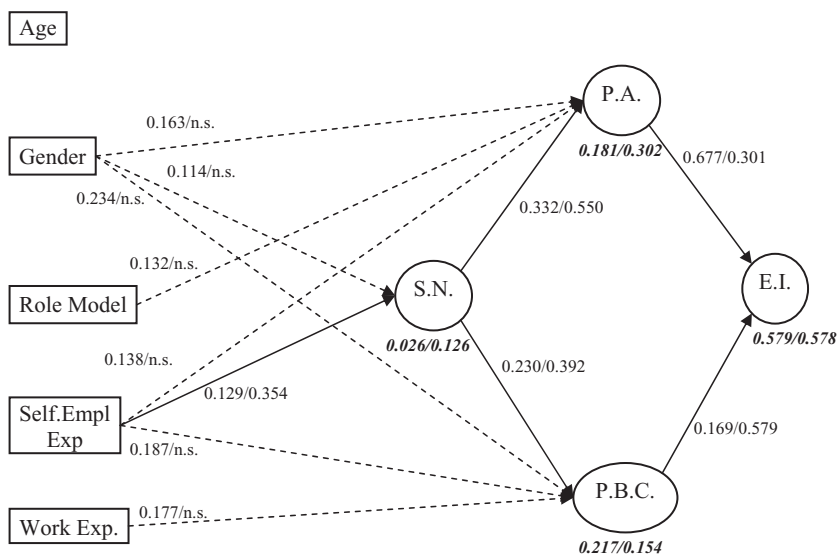 Age
P.A.
0.163/n.s.
0.181/0.302
Gender
0.114/n.s.
0.677/0.301
0.234/n.s.
0.332/0.550
0.132/n.s.
S.N.
E.I.
Role Model
0.026/0.126
0.579/0.578
0.138/n.s.
0.230/0.392
0.129/0.354
Self.Empl
Exp
0.187/n.s.
0.169/0.579
0.177/n.s.
P.B.C.
Work Exp.
0.217/0.154